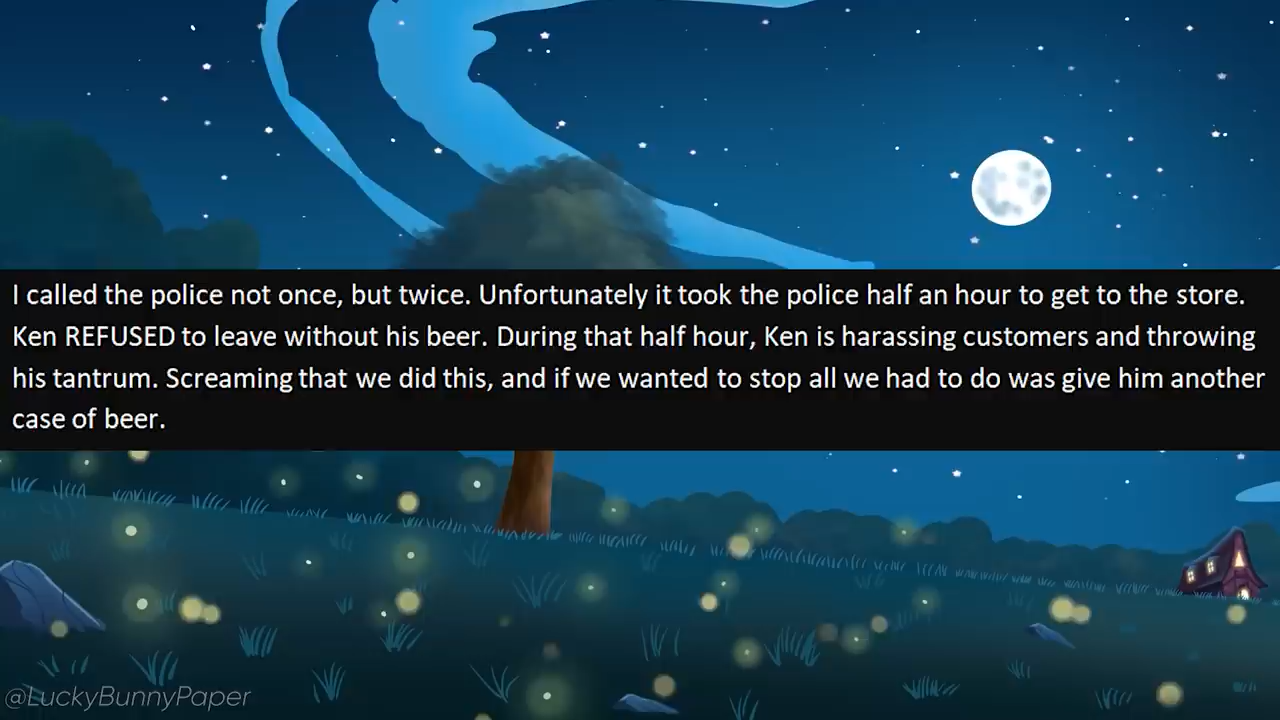 I called the police not once, but twice. Unfortunately it took the police half an hour to get to the store.
Ken REFUSED to leave without his beer. During that half hour, Ken is harassing customers and throwing
his tantrum. Screaming that we did this, and if we wanted to stop all we had to do was give him another
case of beer.
@LuckyBunnyPaper